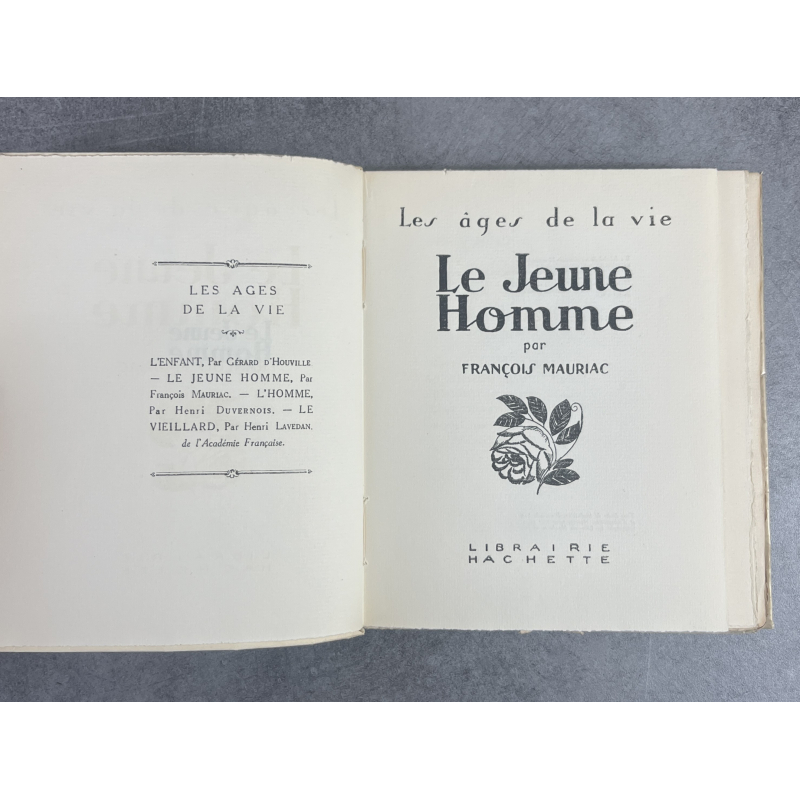 LES AGES
DE LA VIE
L'ENFANT, Par GÉRARD D'HOUVILLE
— LE JEUNE HOMME, Par
François MAURIAC. — L'HOMME,
Par Henri DUVERNOIS. — LE
VIEILLARD, Par Henri LAVEDAN,
de l'Académie Française.
Les âges de la vie
Le Jeune
Homme
par
FRANÇOIS MAURIAC
LIBRAIRIE
HACHETTE